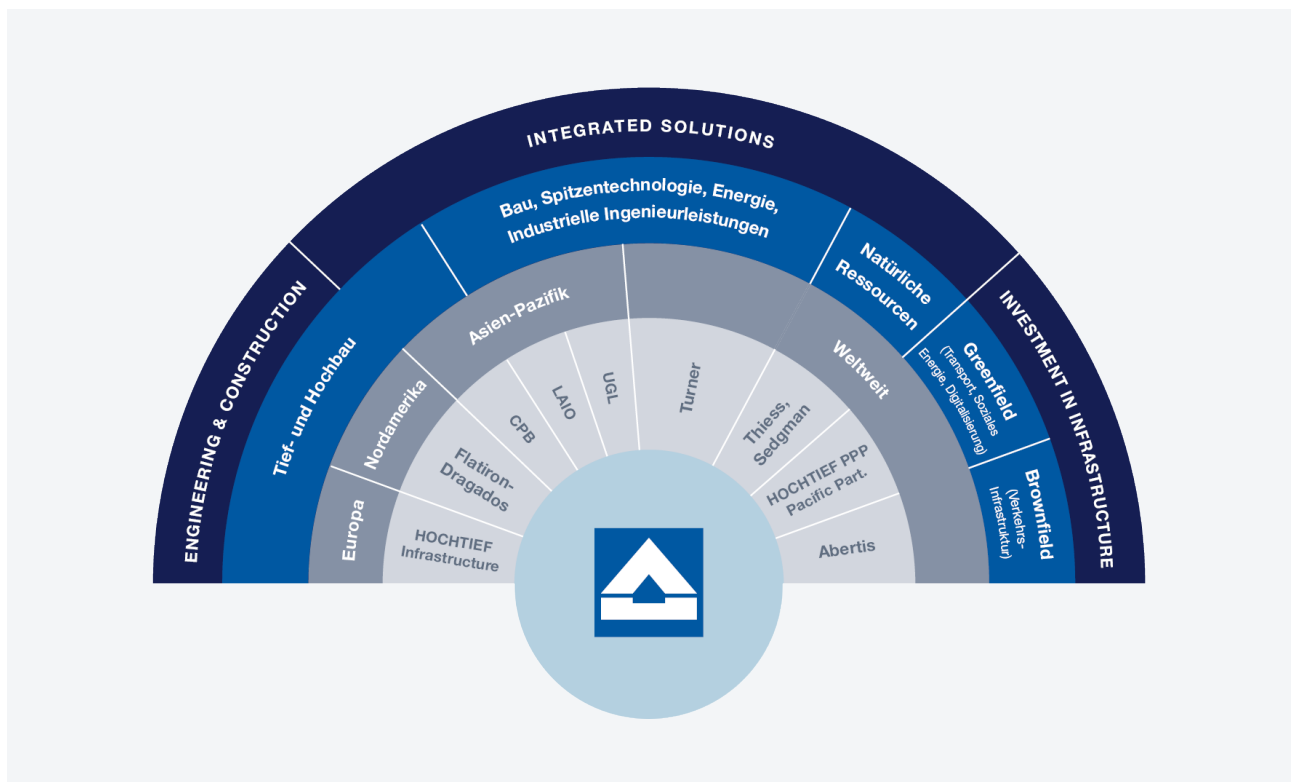 INTEGRATED SOLUTIONS
ENGINEERING & CONSTRUCTION
INVESTMENT IN INFRASTRUCTURE
Tief- und Hochbau
Bau, Spitzentechnologie, Energie,
Industrielle Ingenieurleistungen
Natürliche
Ressourcen
Greenfield
(Transport, Soziales
Energie, Digitalisierung)
Brownfield
(Verkehrs-
Infrastruktur)
Europa
Nordamerika
Asien-Pazifik
Weltweit
HOCHTIEF
Infrastructure
Flatiron-
Dragados
CPB
LAIO
UGL
Turner
Thiess,
Sedgman
HOCHTIEF PPP
Pacific Part.
Abertis